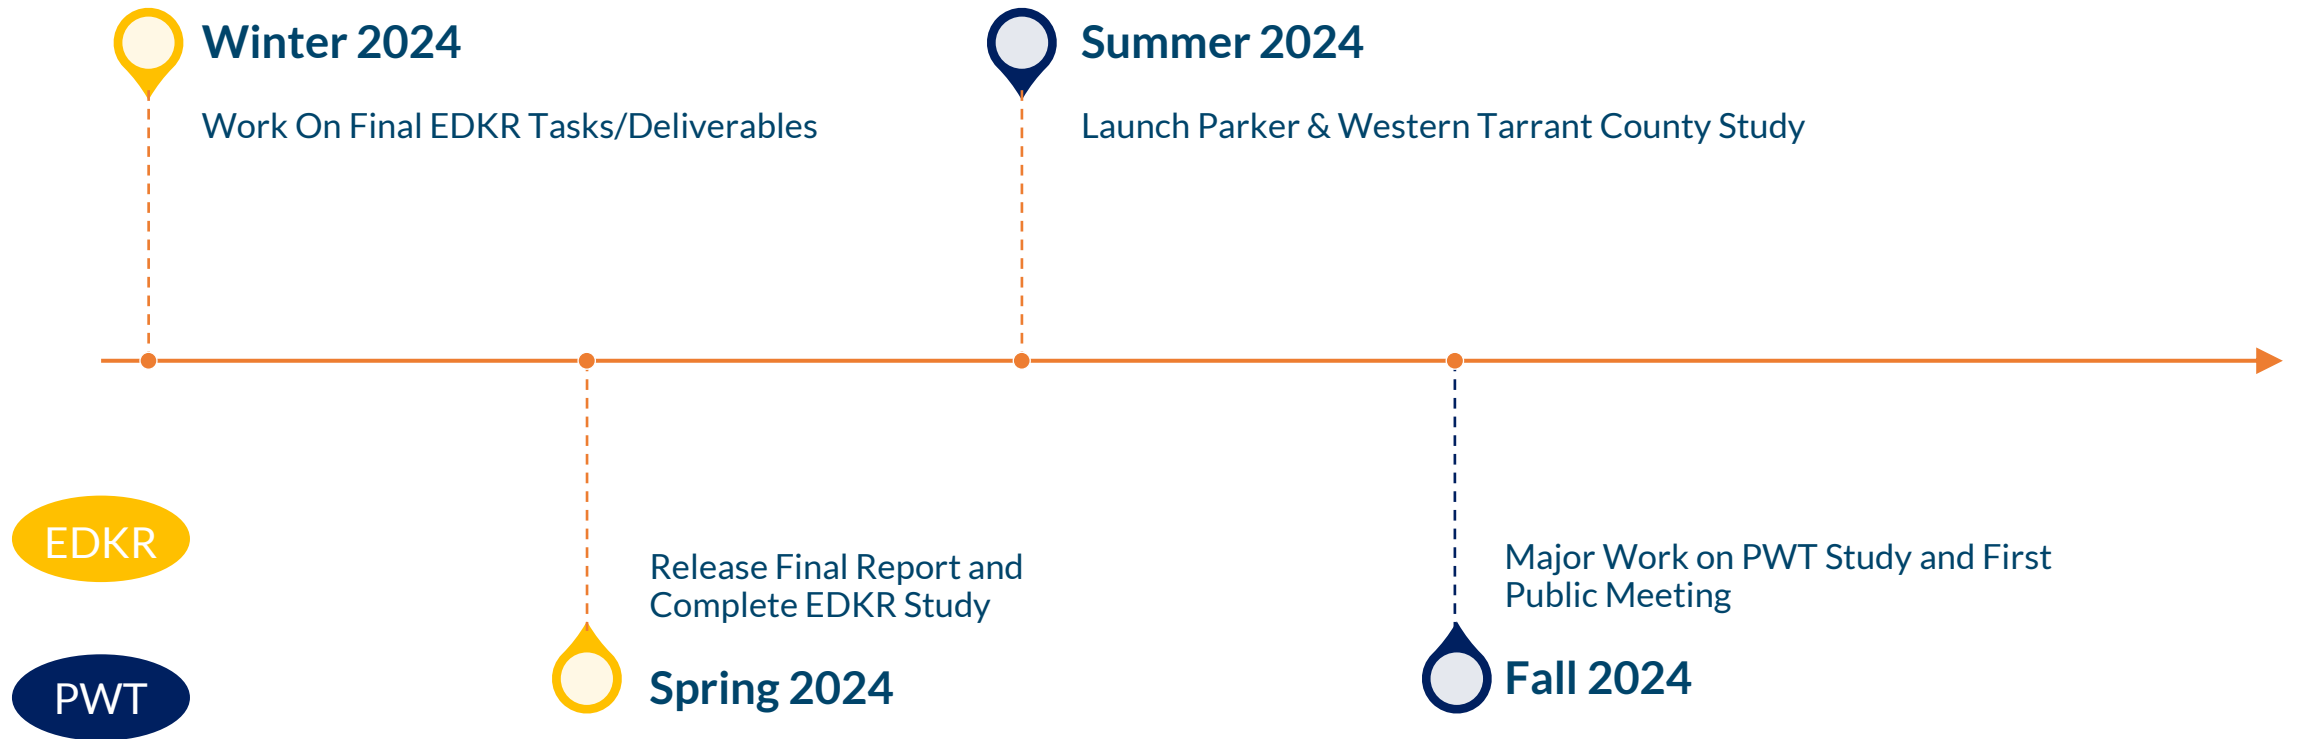 Winter 2024
Work On Final EDKR Tasks/Deliverables
Summer 2024
Launch Parker & Western Tarrant County Study
EDKR
PWT
Release Final Report and
Complete EDKR Study
Spring 2024
Major Work on PWT Study and First
Public Meeting
Fall 2024